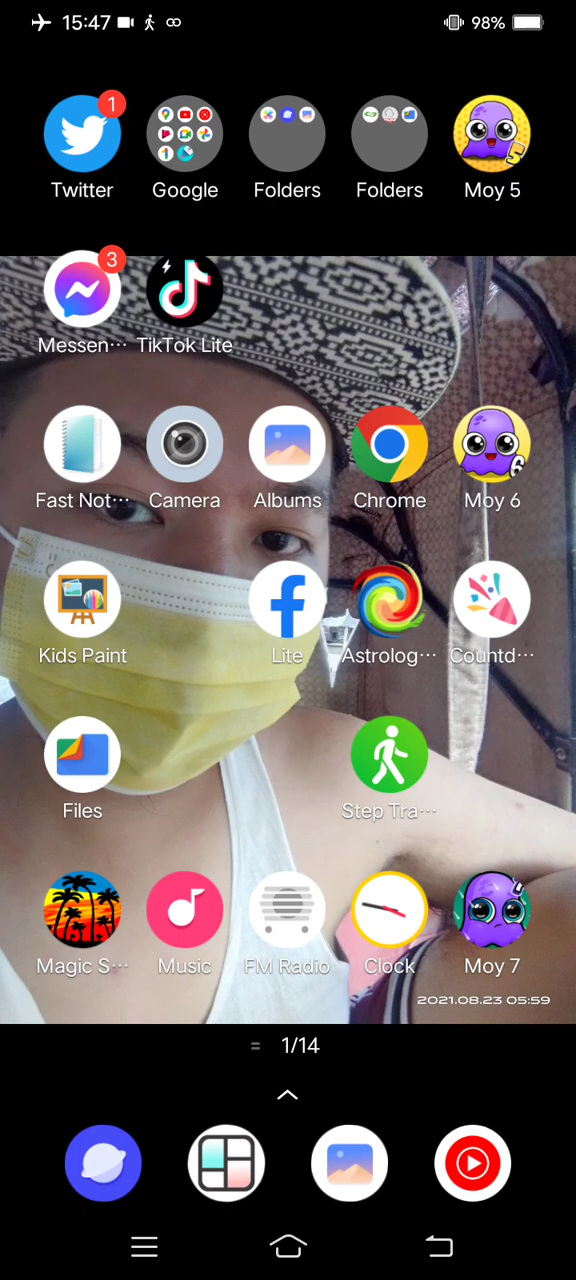 15:47
98%
1
Twitter
Google
Folders
Folders
Moy 5
3
Messen···
TikTok Lite
Fast Not···
Camera
Albums
Chrome
Moy 6
Kids Paint
Lite
Astrolog···
Countd···
Files
Step Tra···
Magic S···
Music
FM Radio
Clock
Moy 7
2021.08.23 05:59
1/14